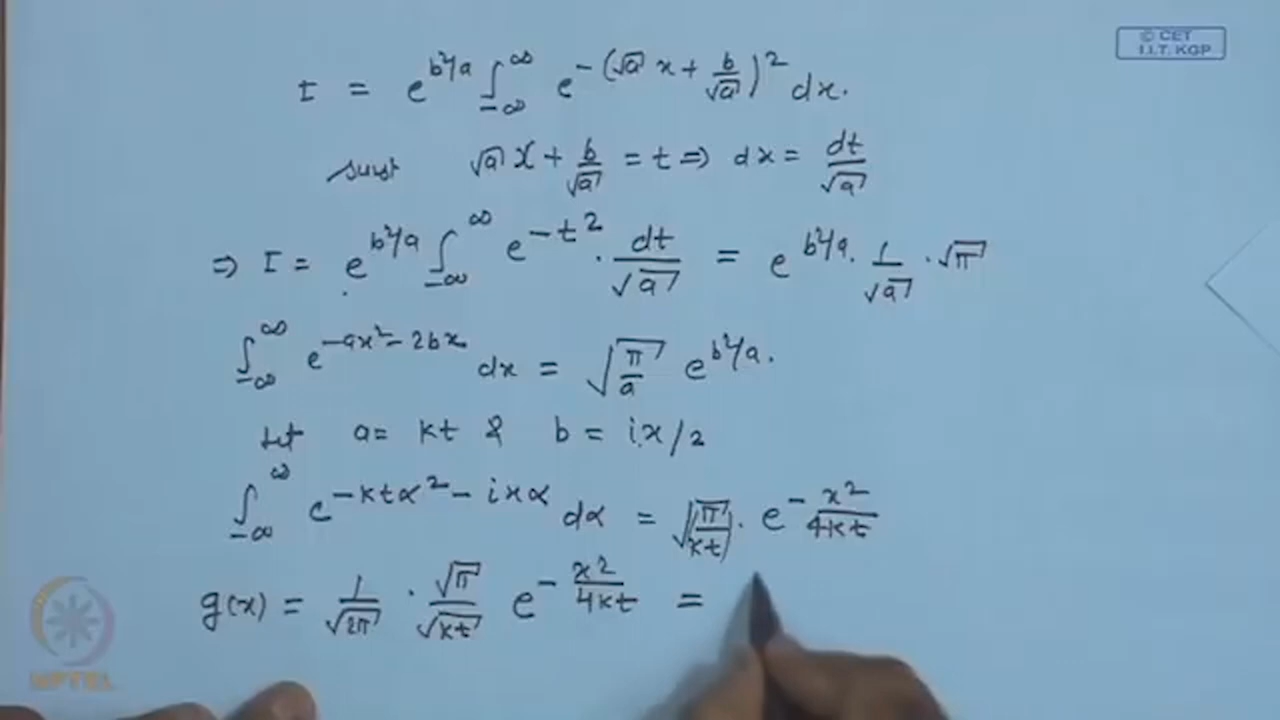 © CET
I.I.T. KGP
I = e^{b²/a} ∫_{-∞}^{∞} e^{-(√a x + b/√a)²} dx.
√a x + b/√a = t ⇒ dx = dt/√a
⇒ I = e^{b²/a} ∫_{-∞}^{∞} e^{-t²} · dt/√a = e^{b²/a} · 1/√a · √π
∫_{-∞}^{∞} e^{-ax² - 2bx} dx = √(π/a) e^{b²/a}.
Let a = kt & b = ix/2
∫_{-∞}^{∞} e^{-ktα² - ixα} dα = √(π/kt) · e^{-x²/4kt}
g(x) = 1/√2π · √π/√kt e^{-x²/4kt} =
NPTEL